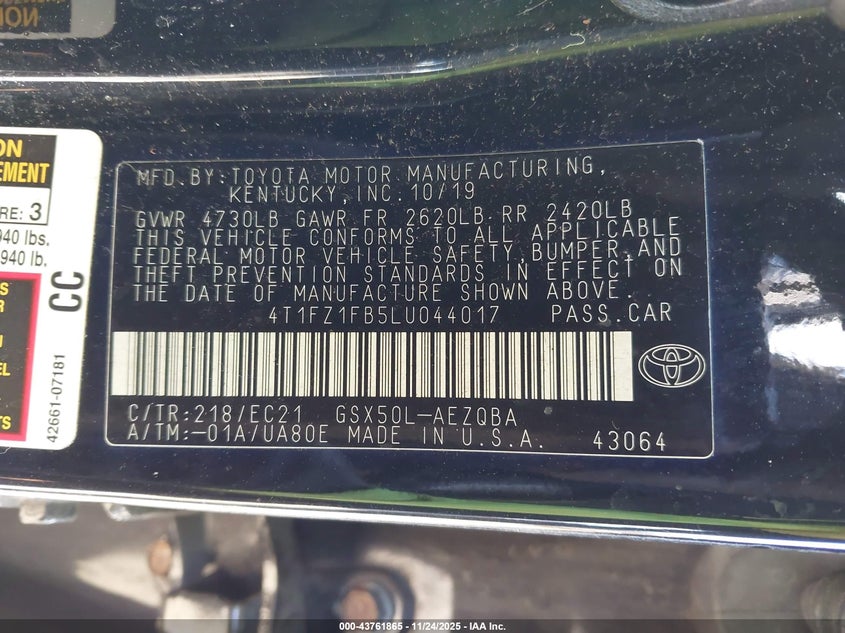 ON
EMENT
RE: 3
940 lbs.
940 lb.
CC
42661-07181
MFD.BY:TOYOTA MOTOR MANUFACTURING,
KENTUCKY,INC.10/19
GVWR 4730LB GAWR FR 2620LB RR 2420LB
THIS VEHICLE CONFORMS TO ALL APPLICABLE
FEDERAL MOTOR VEHICLE SAFETY,BUMPER,AND
THEFT PREVENTION STANDARDS IN EFFECT ON
THE DATE OF MANUFACTURE SHOWN ABOVE.
4T1FZ1FB5LU044017 PASS.CAR
C/TR:218/EC21 GSX50L-AEZQBA
A/TM:-01A/UA80E MADE IN U.S.A. 43064
000-43761865 - 11/24/2025 - IAA Inc.